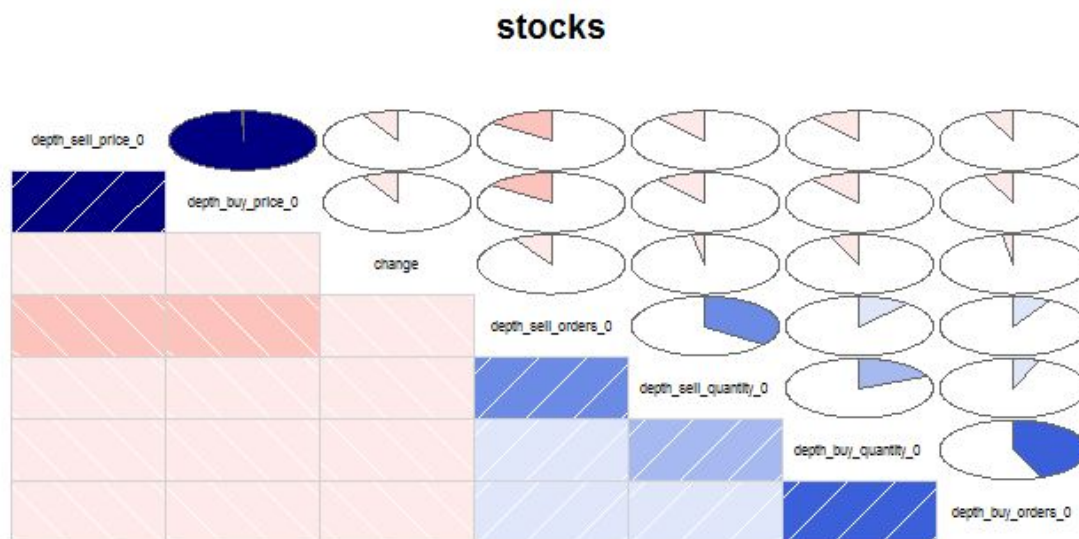 stocks
depth_sell_price_0
depth_buy_price_0
change
depth_sell_orders_0
depth_sell_quantity_0
depth_buy_quantity_0
depth_buy_orders_0